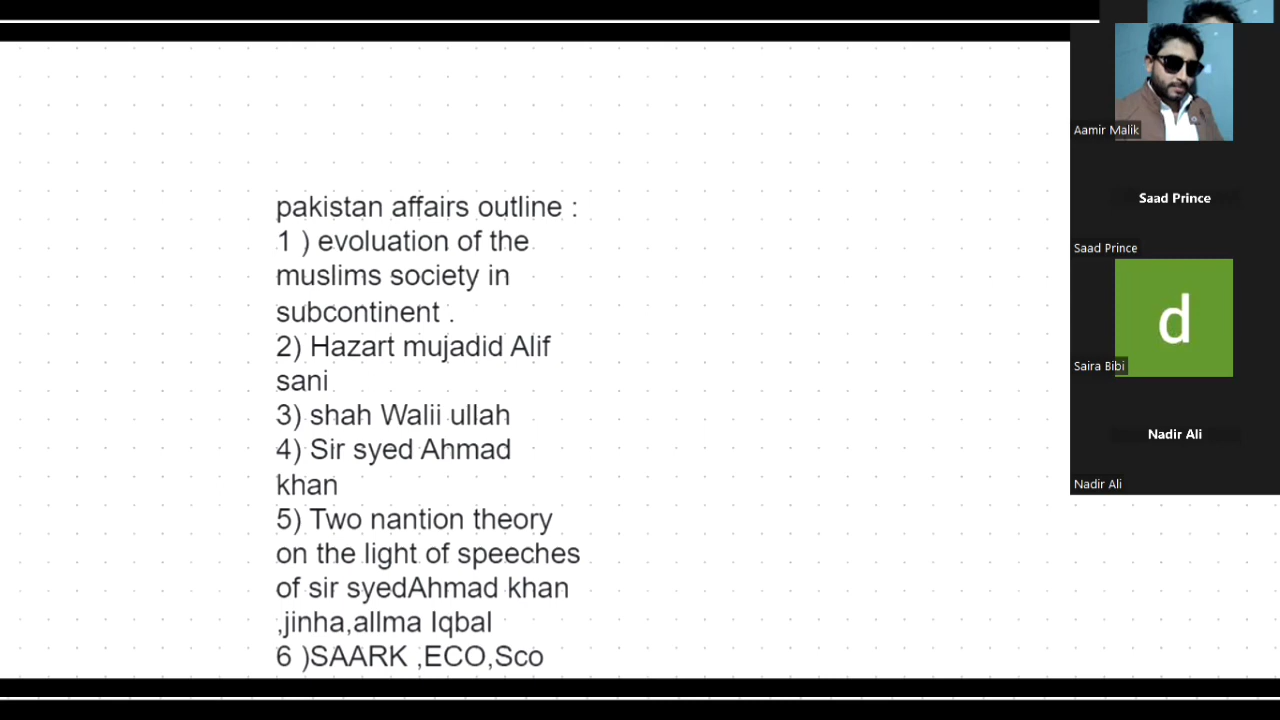 pakistan affairs outline :
1 ) evoluation of the
muslims society in
subcontinent .
2) Hazart mujadid Alif
sani
3) shah Walii ullah
4) Sir syed Ahmad
khan
5) Two nantion theory
on the light of speeches
of sir syedAhmad khan
,jinha,allma Iqbal
6 )SAARK ,ECO,Sco
Aamir Malik
Saad Prince
Saad Prince
d
Saira Bibi
Nadir Ali
Nadir Ali